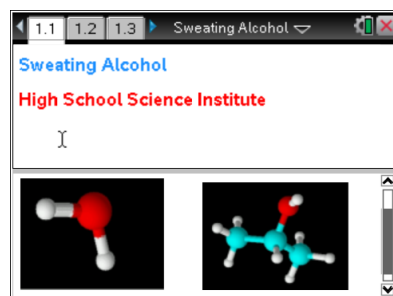 1.1 1.2 1.3 Sweating Alcohol
Sweating Alcohol
High School Science Institute